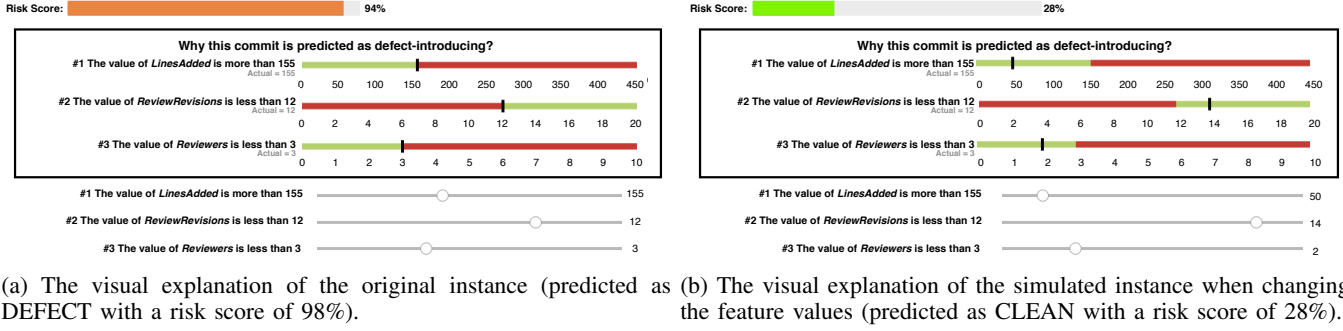 Risk Score: 94%
Why this commit is predicted as defect-introducing?
#1 The value of LinesAdded is more than 155
Actual = 155
0 50 100 150 200 250 300 350 400 450
#2 The value of ReviewRevisions is less than 12
Actual = 12
0 2 4 6 8 10 12 14 16 18 20
#3 The value of Reviewers is less than 3
Actual = 3
0 1 2 3 4 5 6 7 8 9 10
#1 The value of LinesAdded is more than 155 155
#2 The value of ReviewRevisions is less than 12 12
#3 The value of Reviewers is less than 3 3
(a) The visual explanation of the original instance (predicted as
DEFECT with a risk score of 98%).
Risk Score: 28%
Why this commit is predicted as defect-introducing?
#1 The value of LinesAdded is more than 155
Actual = 155
0 50 100 150 200 250 300 350 400 450
#2 The value of ReviewRevisions is less than 12
Actual = 12
0 2 4 6 8 10 12 14 16 18 20
#3 The value of Reviewers is less than 3
Actual = 3
0 1 2 3 4 5 6 7 8 9 10
#1 The value of LinesAdded is more than 155 50
#2 The value of ReviewRevisions is less than 12 14
#3 The value of Reviewers is less than 3 2
(b) The visual explanation of the simulated instance when changing
the feature values (predicted as CLEAN with a risk score of 28%).